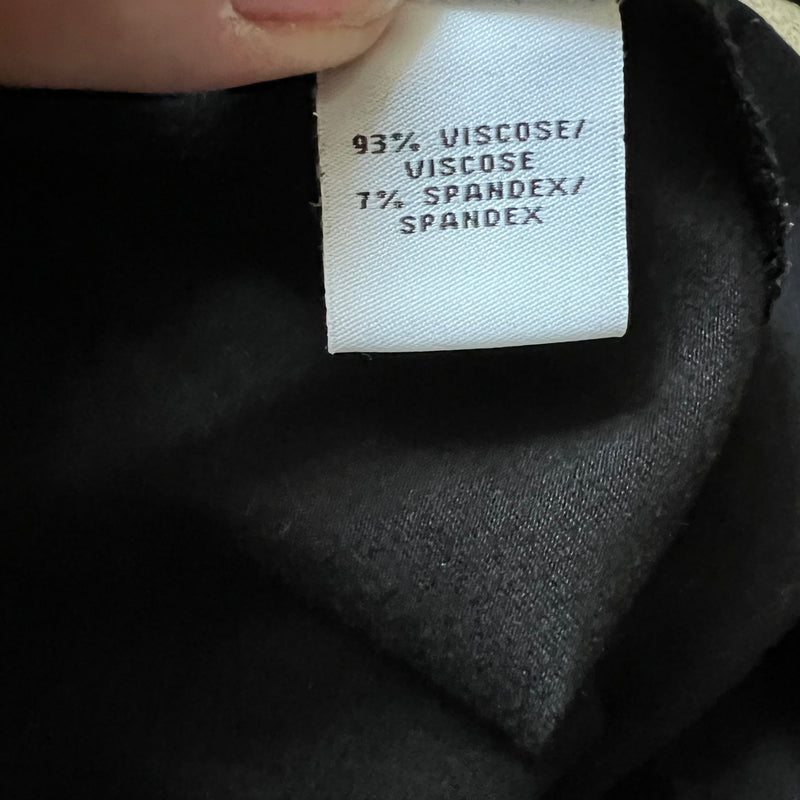 93% VISCOSE/
VISCOSE
7% SPANDEX/
SPANDEX